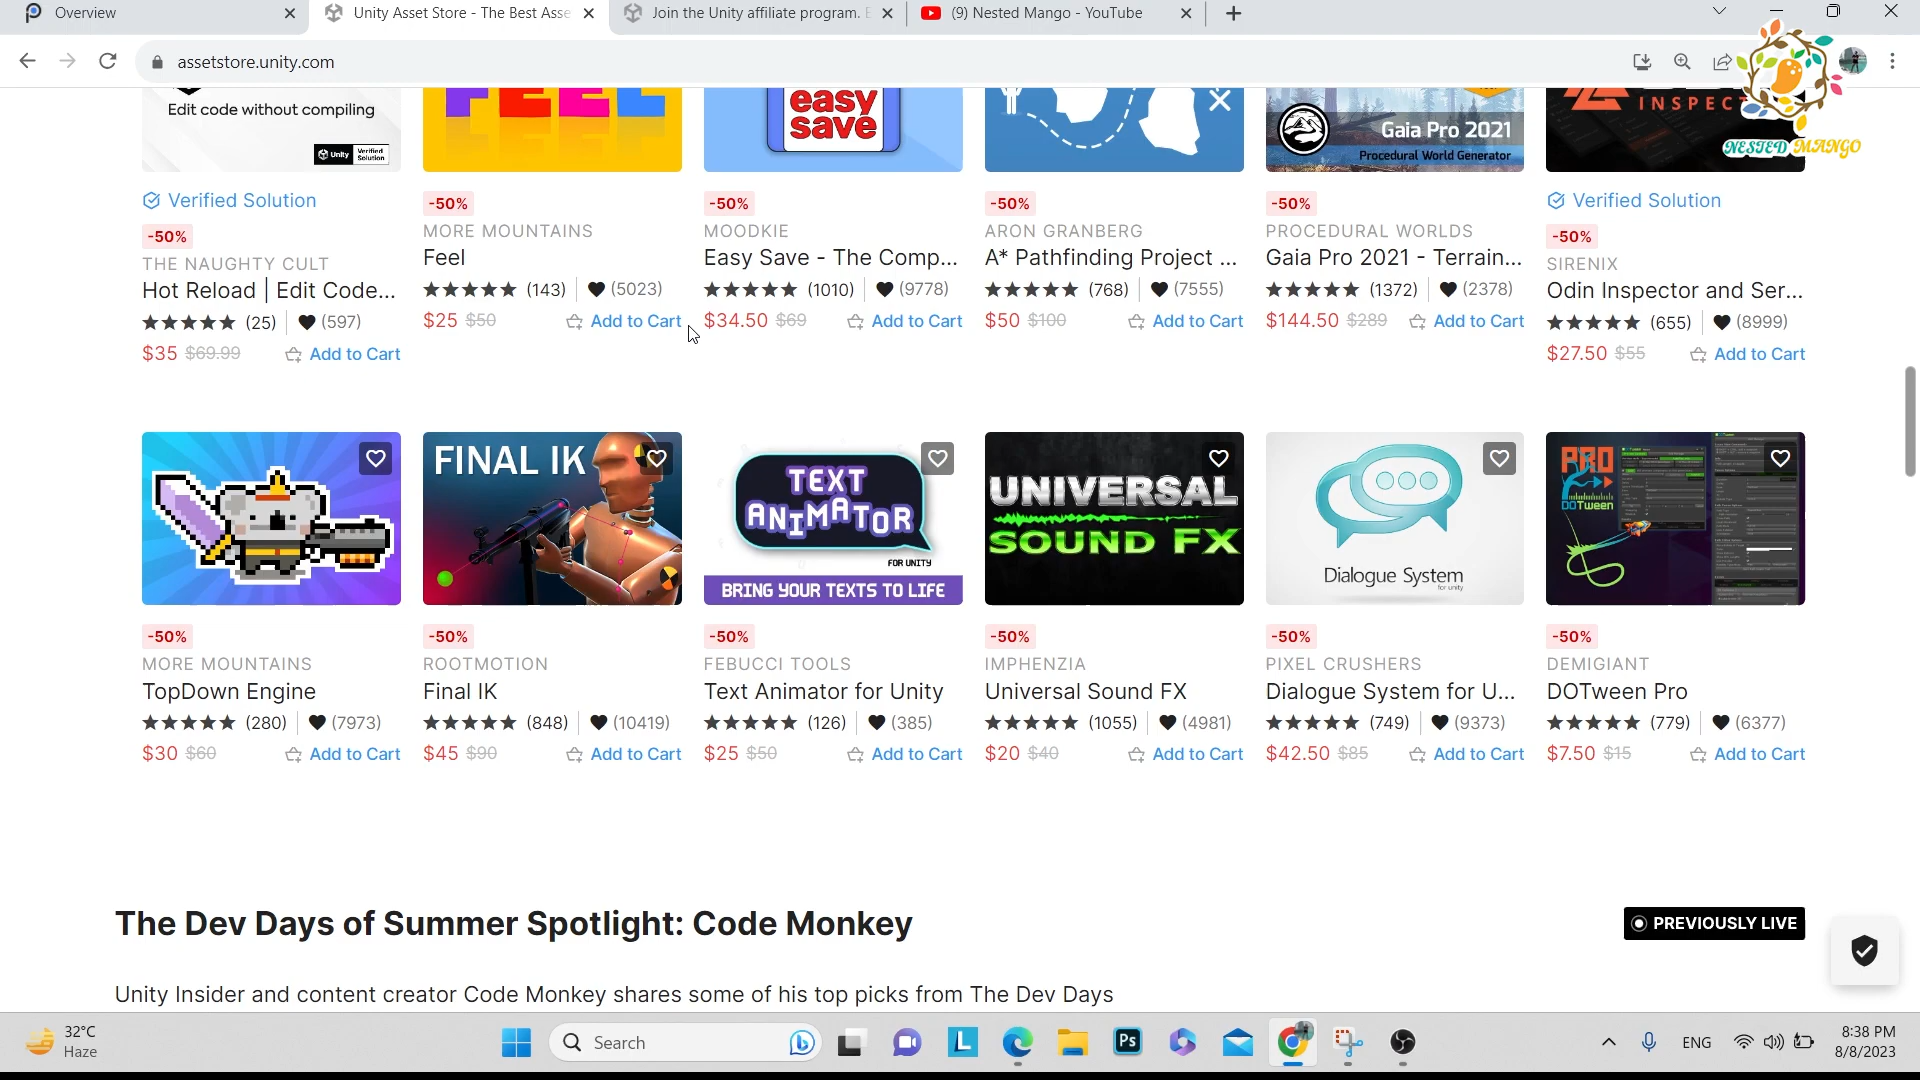 Overview
Unity Asset Store - The Best Asse
Join the Unity affiliate program. E
(9) Nested Mango - YouTube
assetstore.unity.com
NESTED MANGO
Edit code without compiling
Unity Verified Solution
FEEL
easy save
Gaia Pro 2021
Procedural World Generator
INSPECT
Verified Solution
-50%
THE NAUGHTY CULT
Hot Reload | Edit Code...
(25) (597)
$35 $69.99 Add to Cart
-50%
MORE MOUNTAINS
Feel
(143) (5023)
$25 $50 Add to Cart
-50%
MOODKIE
Easy Save - The Comp...
(1010) (9778)
$34.50 $69 Add to Cart
-50%
ARON GRANBERG
A* Pathfinding Project ...
(768) (7555)
$50 $100 Add to Cart
-50%
PROCEDURAL WORLDS
Gaia Pro 2021 - Terrain...
(1372) (2378)
$144.50 $289 Add to Cart
Verified Solution
-50%
SIRENIX
Odin Inspector and Ser...
(655) (8999)
$27.50 $55 Add to Cart
-50%
MORE MOUNTAINS
TopDown Engine
(280) (7973)
$30 $60 Add to Cart
FINAL IK
-50%
ROOTMOTION
Final IK
(848) (10419)
$45 $90 Add to Cart
TEXT
ANIMATOR
FOR UNITY
BRING YOUR TEXTS TO LIFE
-50%
FEBUCCI TOOLS
Text Animator for Unity
(126) (385)
$25 $50 Add to Cart
UNIVERSAL
SOUND FX
-50%
IMPHENZIA
Universal Sound FX
(1055) (4981)
$20 $40 Add to Cart
Dialogue System
for unity
-50%
PIXEL CRUSHERS
Dialogue System for U...
(749) (9373)
$42.50 $85 Add to Cart
PRO
DOTween
-50%
DEMIGIANT
DOTween Pro
(779) (6377)
$7.50 $15 Add to Cart
The Dev Days of Summer Spotlight: Code Monkey
PREVIOUSLY LIVE
Unity Insider and content creator Code Monkey shares some of his top picks from The Dev Days
32°C
Haze
Search
L
Ps
ENG
8:38 PM
8/8/2023